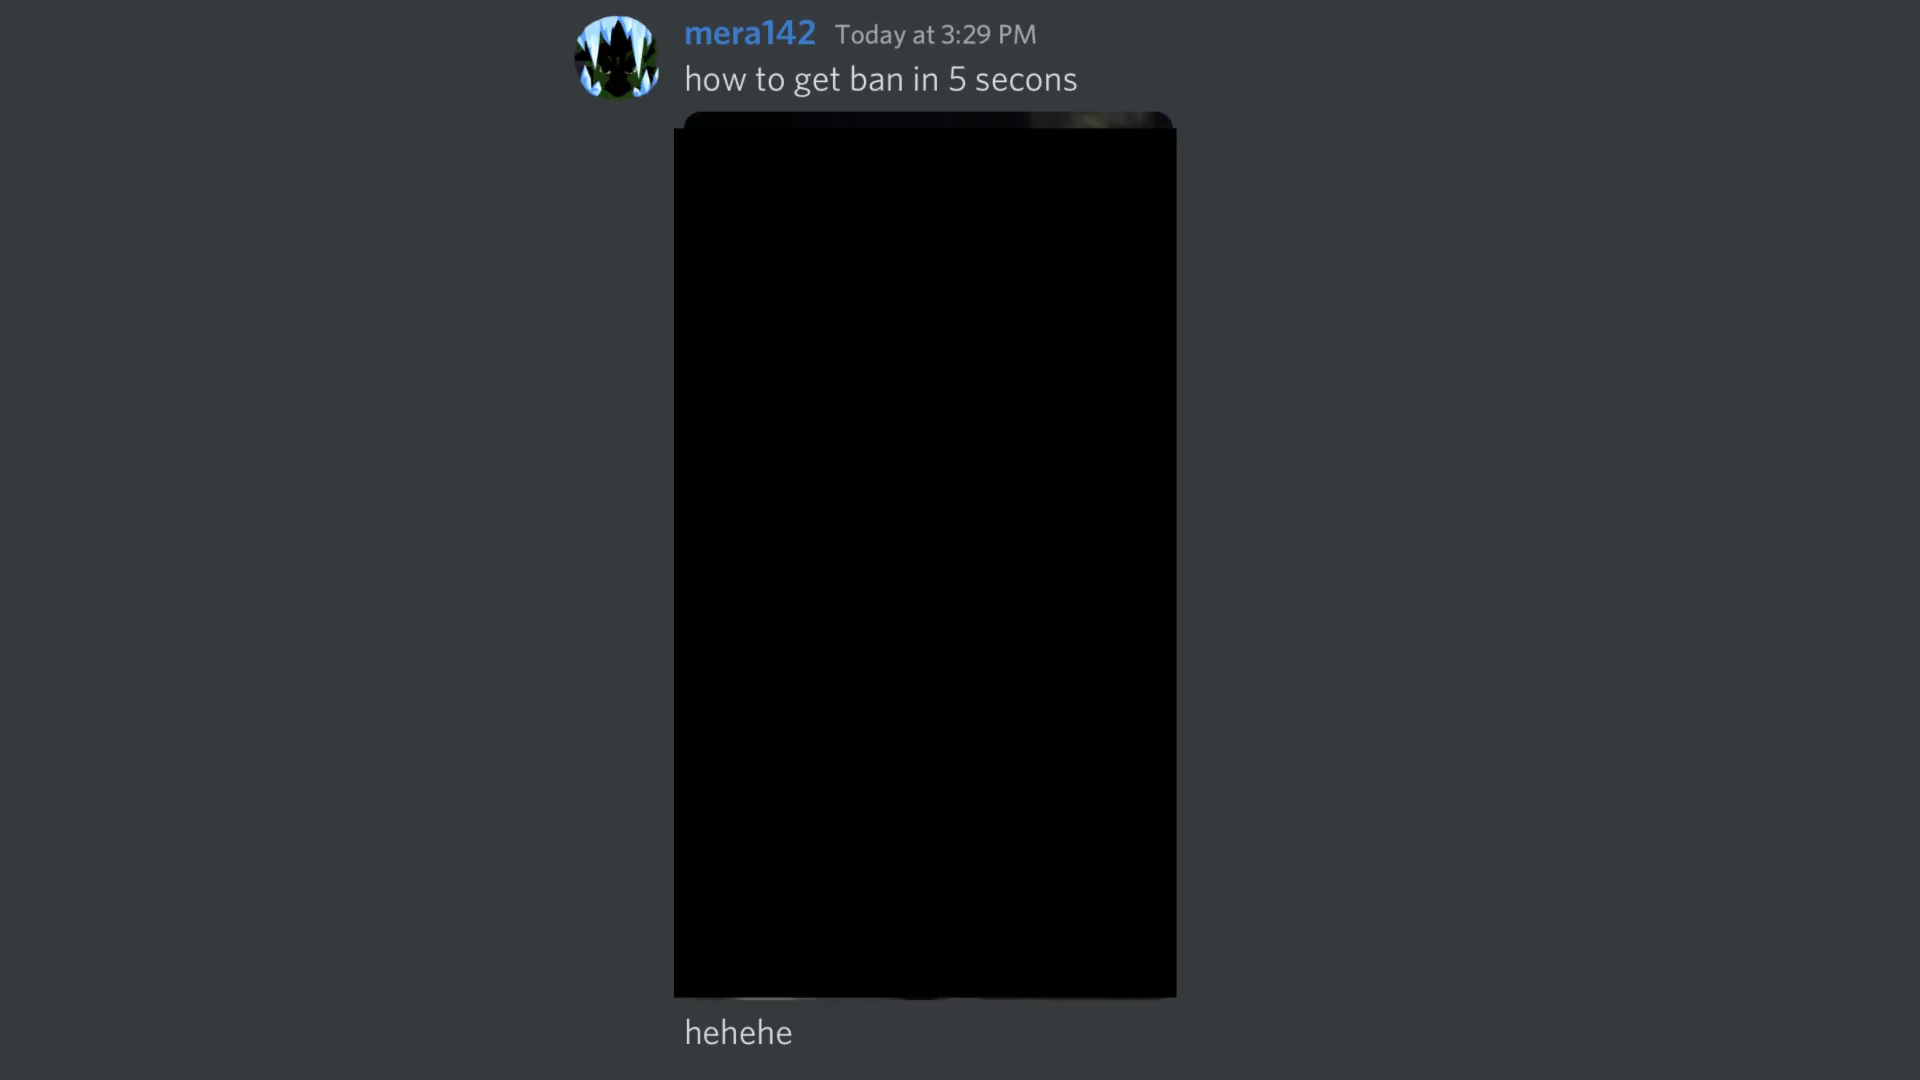 mera142 Today at 3:29 PM
how to get ban in 5 secons
hehehe